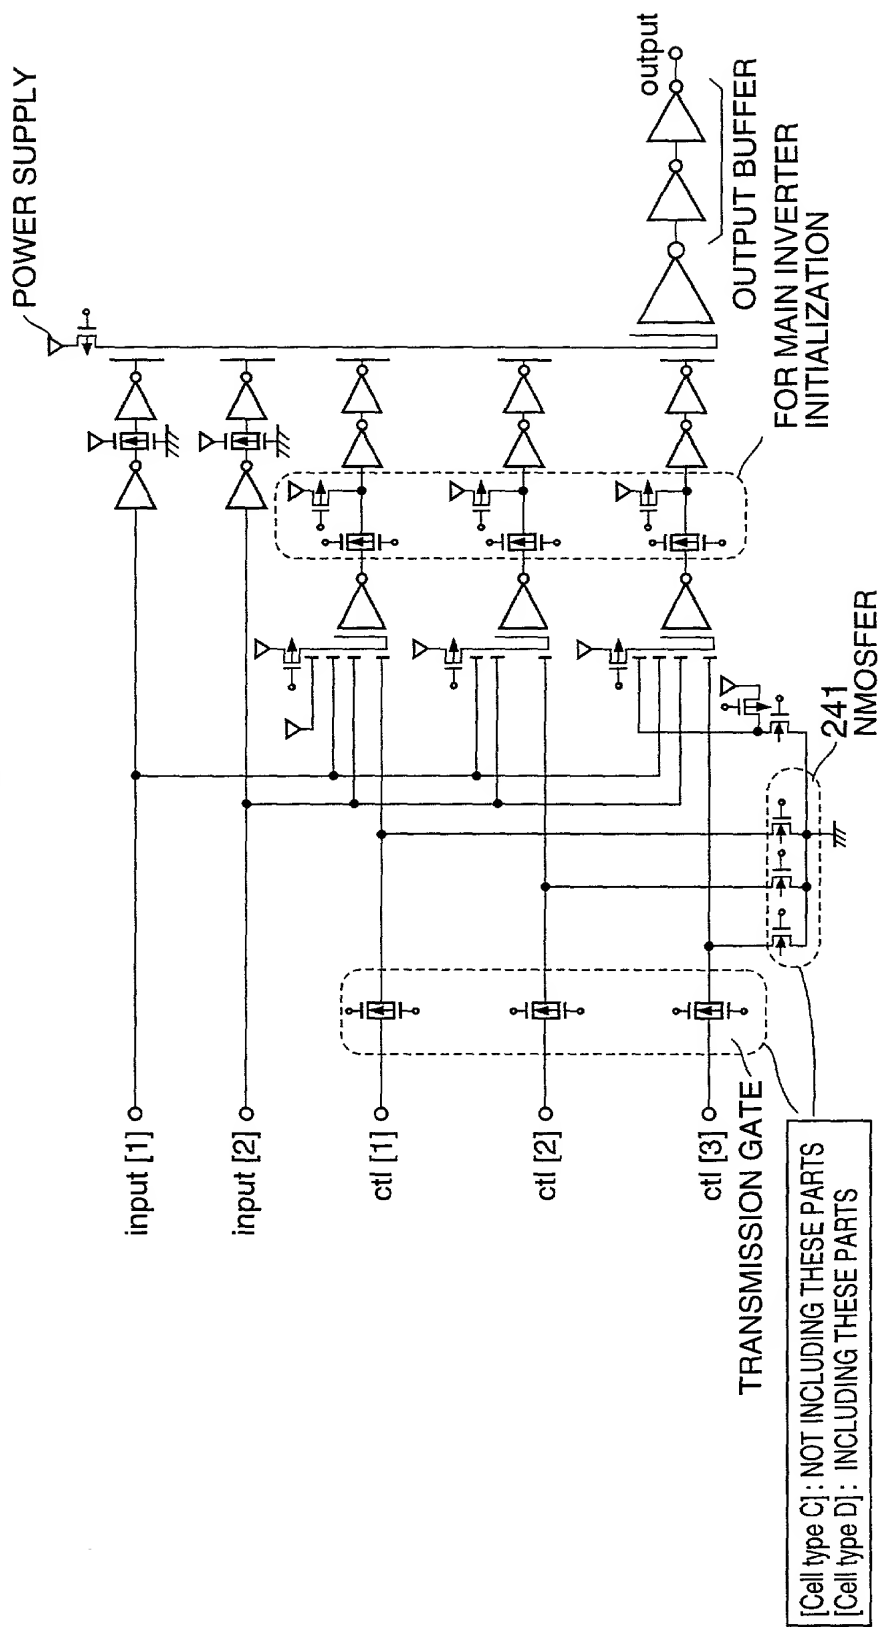 POWER SUPPLY
output
OUTPUT BUFFER
FOR MAIN INVERTER
INITIALIZATION
241
NMOSFER
input [1]
input [2]
ctl [1]
ctl [2]
ctl [3]
TRANSMISSION GATE
[Cell type C]: NOT INCLUDING THESE PARTS
[Cell type D]: INCLUDING THESE PARTS